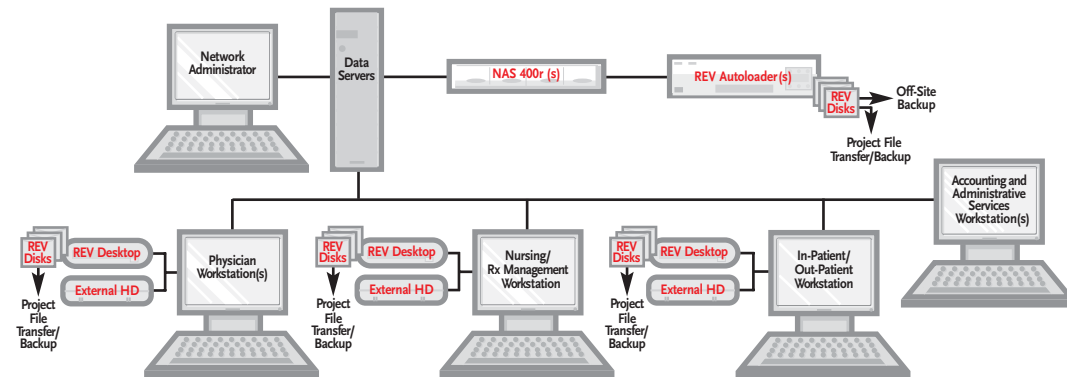 Network
Administrator
Data
Servers
NAS 400r (s)
REV Autoloader(s)
REV
Disks
Off-Site
Backup
Project File
Transfer/Backup
Accounting and
Administrative
Services
Workstation(s)
REV
Disks
REV Desktop
External HD
Project
File
Transfer/
Backup
Physician
Workstation(s)
REV
Disks
REV Desktop
External HD
Project
File
Transfer/
Backup
Nursing/
Rx Management
Workstation
REV
Disks
REV Desktop
External HD
Project
File
Transfer/
Backup
In-Patient/
Out-Patient
Workstation